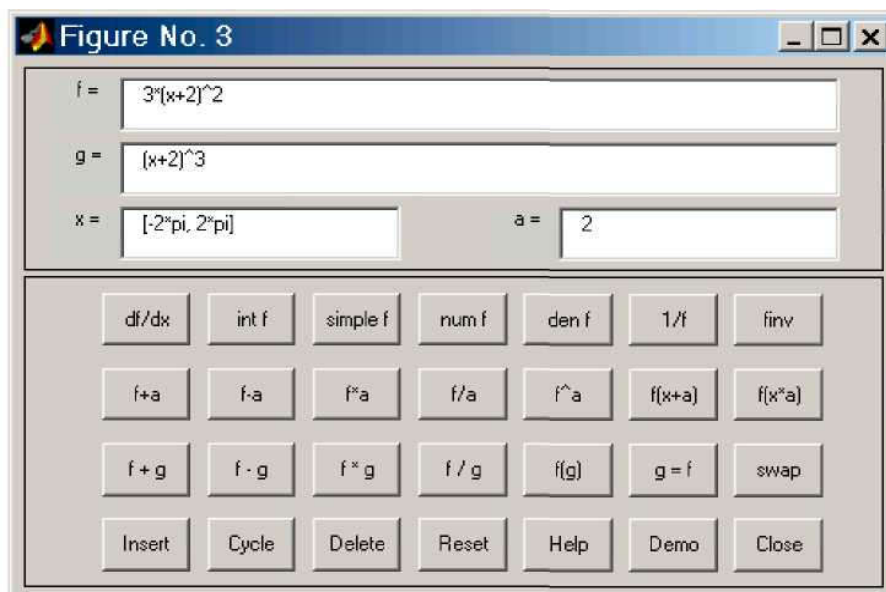 Figure No. 3
f = 3*(x+2)^2
g = (x+2)^3
x = [-2*pi, 2*pi] a = 2
df/dx int f simple f num f den f 1/f finv
f+a f-a f*a f/a f^a f(x+a) f(x*a)
f + g f - g f * g f / g f(g) g = f swap
Insert Cycle Delete Reset Help Demo Close